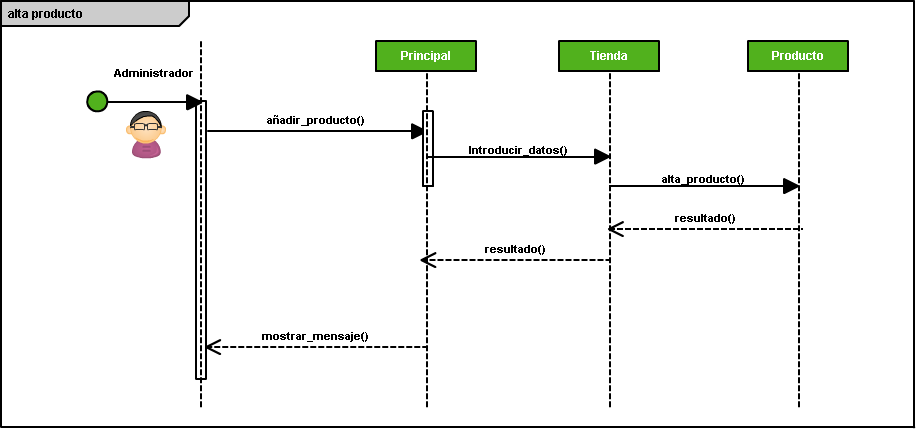 alta producto
Administrador
Principal
Tienda
Producto
añadir_producto()
Introducir_datos()
alta_producto()
resultado()
resultado()
mostrar_mensaje()